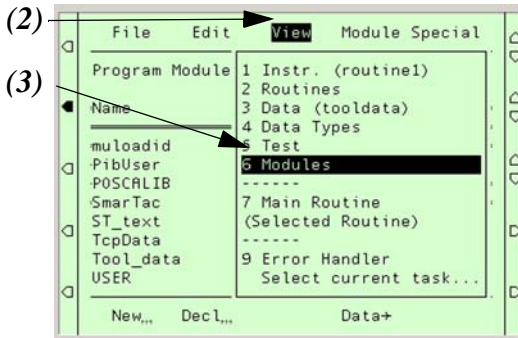 (2)
File Edit View Module Special
(3)
Program Module
Name
muloadid
PibUser
POSCALIB
SmarTac
ST_text
TcpData
Tool_data
USER
1 Instr. (routine1)
2 Routines
3 Data (tooldata)
4 Data Types
5 Test
6 Modules
------
7 Main Routine
(Selected Routine)
------
9 Error Handler
Select current task...
New,,, Decl,,, Data→